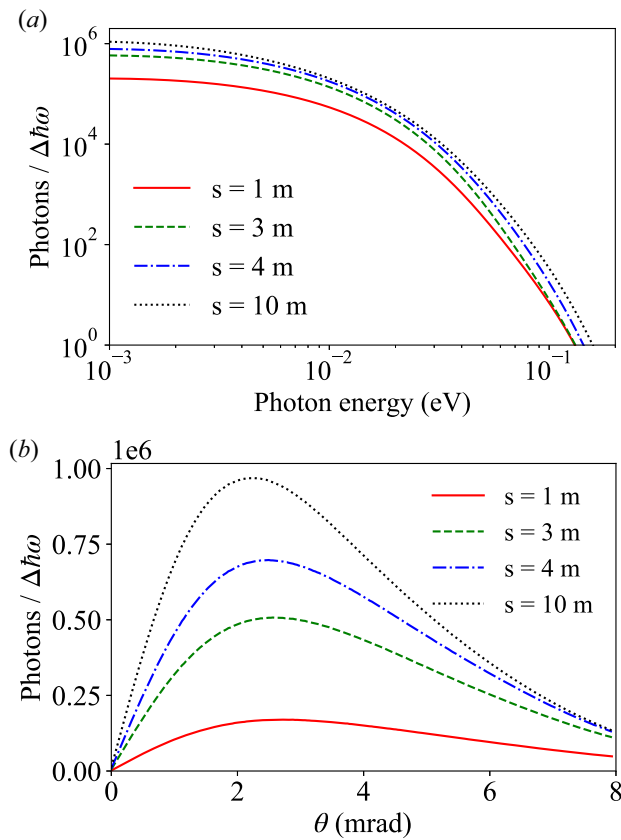 (a)
10^6
10^4
10^2
10^0
Photons / Δℏω
s = 1 m
s = 3 m
s = 4 m
s = 10 m
10^−3
10^−2
10^−1
Photon energy (eV)
(b)
1e6
1.00
0.75
0.50
0.25
0.00
Photons / Δℏω
s = 1 m
s = 3 m
s = 4 m
s = 10 m
0
2
4
6
8
θ (mrad)